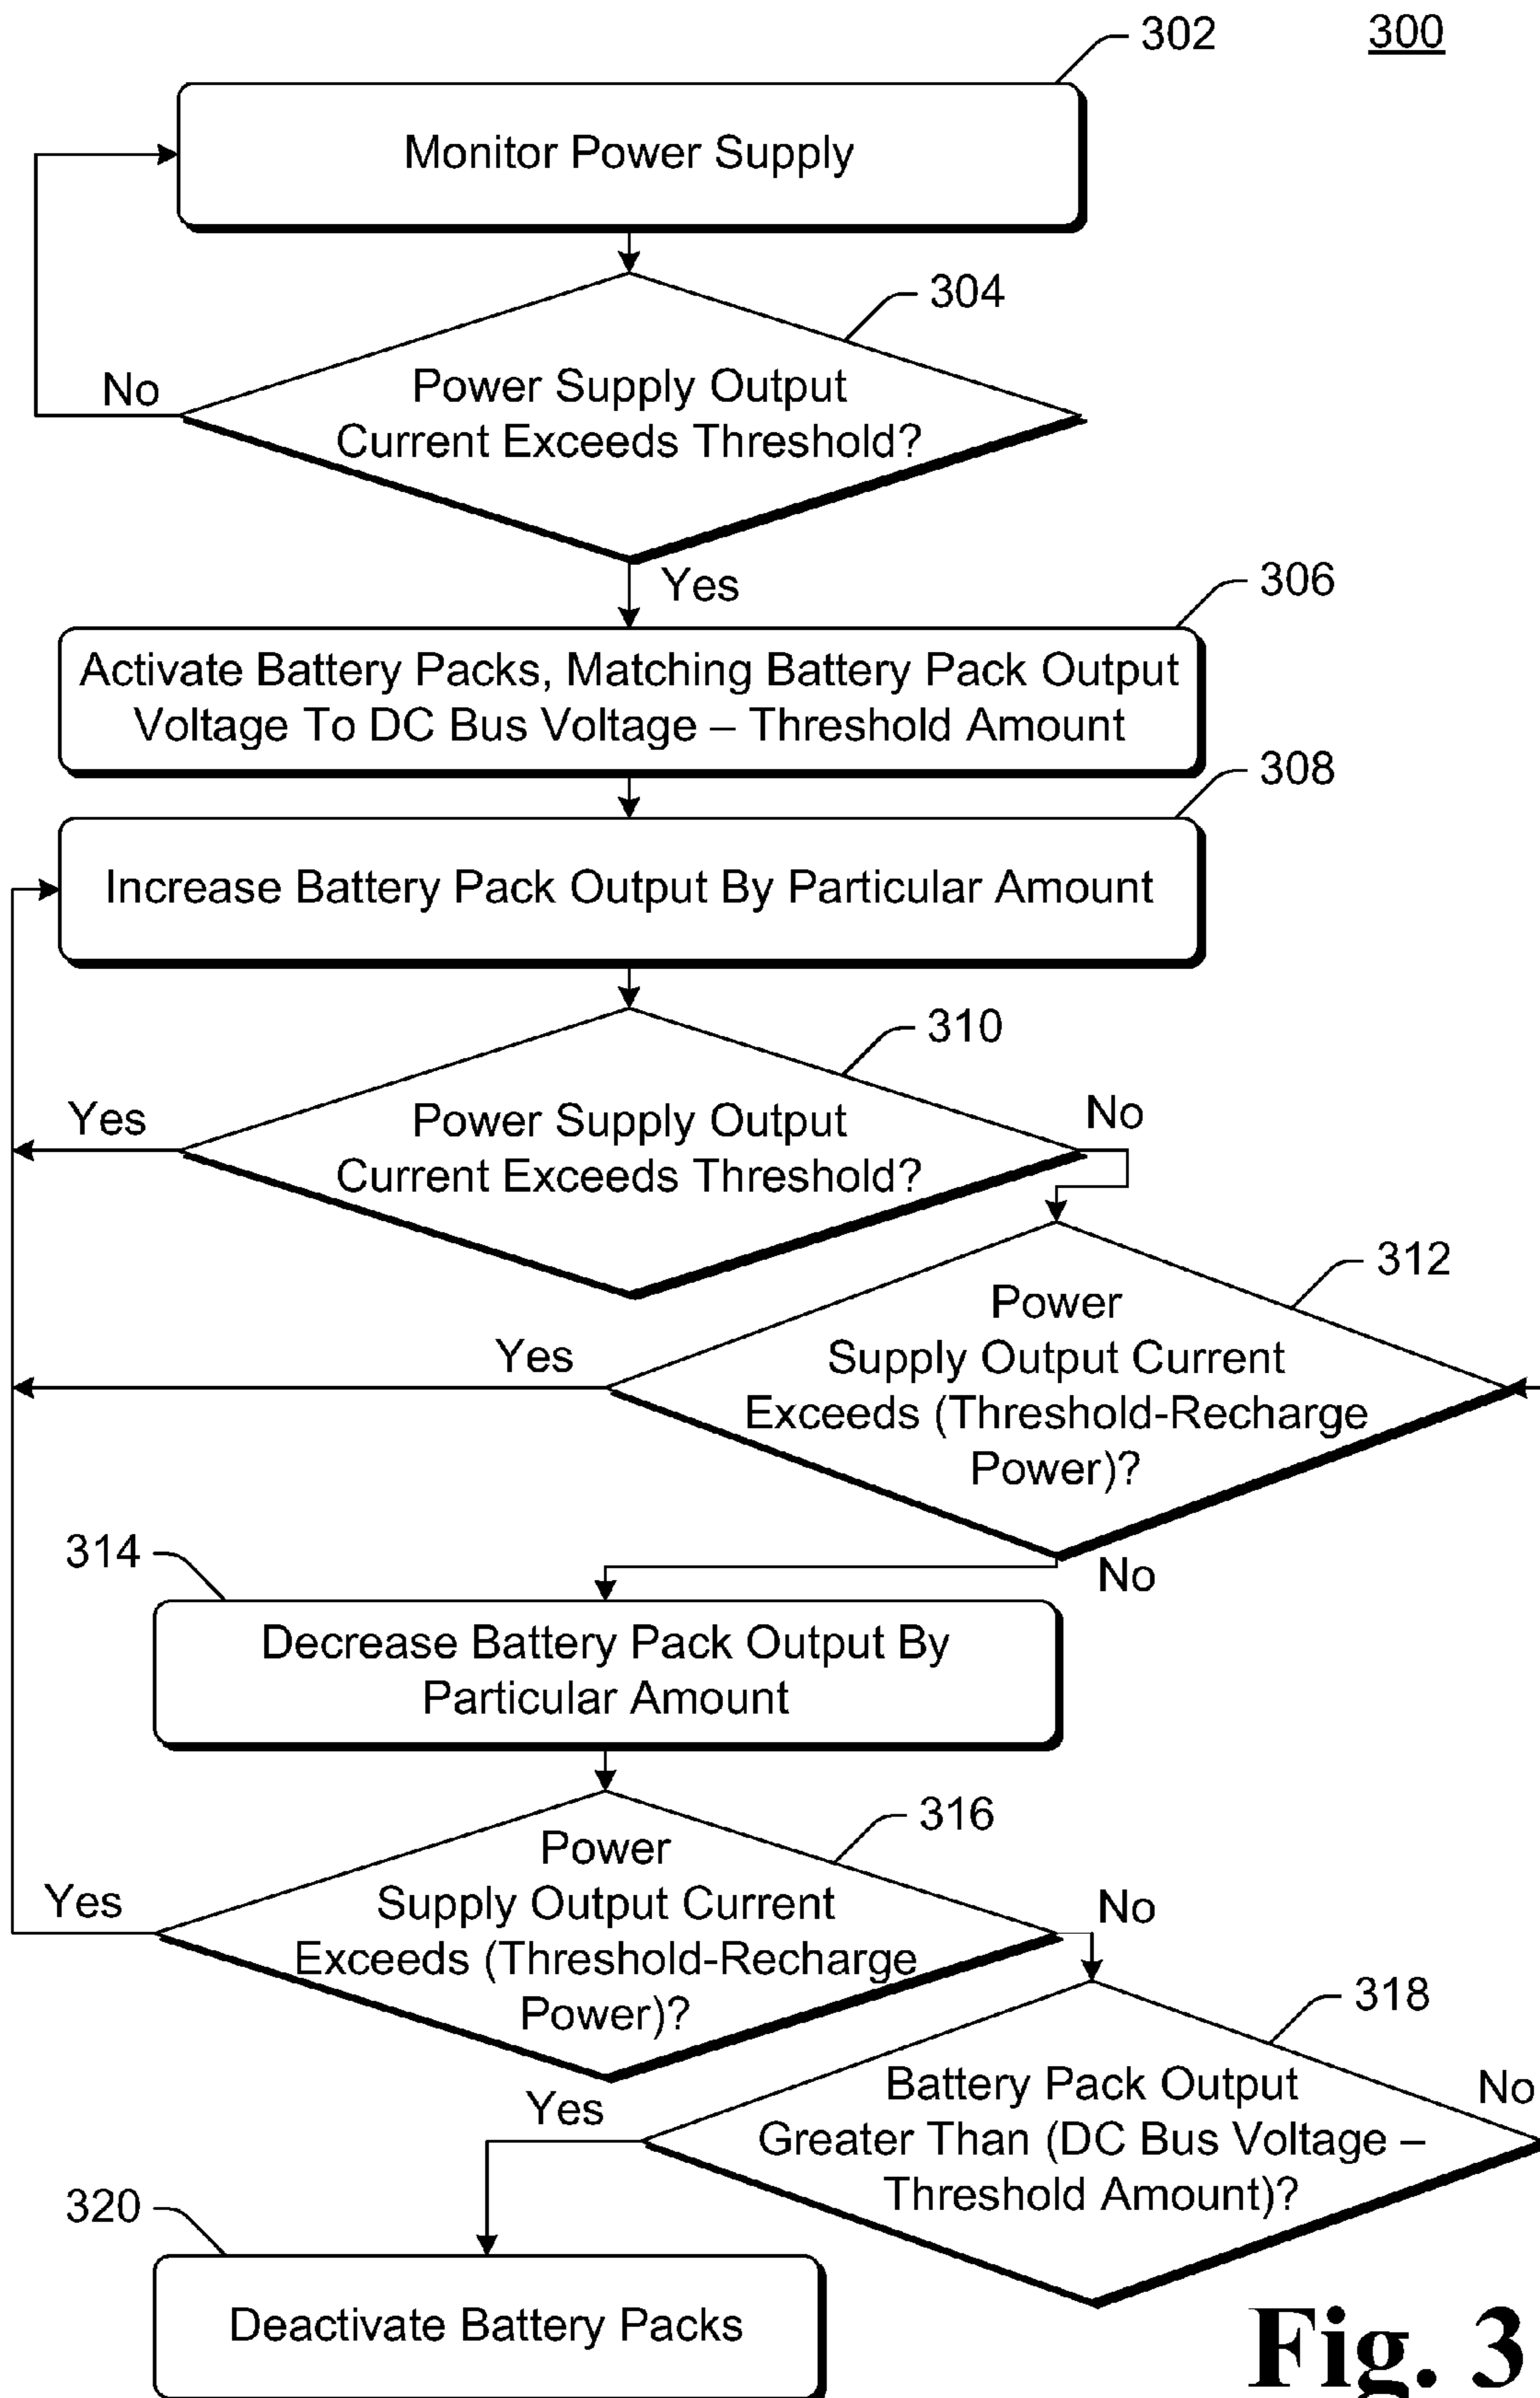 300
302
Monitor Power Supply
304
Power Supply Output
Current Exceeds Threshold?
No
Yes
306
Activate Battery Packs, Matching Battery Pack Output
Voltage To DC Bus Voltage – Threshold Amount
308
Increase Battery Pack Output By Particular Amount
310
Power Supply Output
Current Exceeds Threshold?
Yes
No
312
Power
Supply Output Current
Exceeds (Threshold-Recharge
Power)?
Yes
No
314
Decrease Battery Pack Output By
Particular Amount
316
Power
Supply Output Current
Exceeds (Threshold-Recharge
Power)?
Yes
No
318
Battery Pack Output
Greater Than (DC Bus Voltage –
Threshold Amount)?
Yes
No
320
Deactivate Battery Packs
Fig. 3